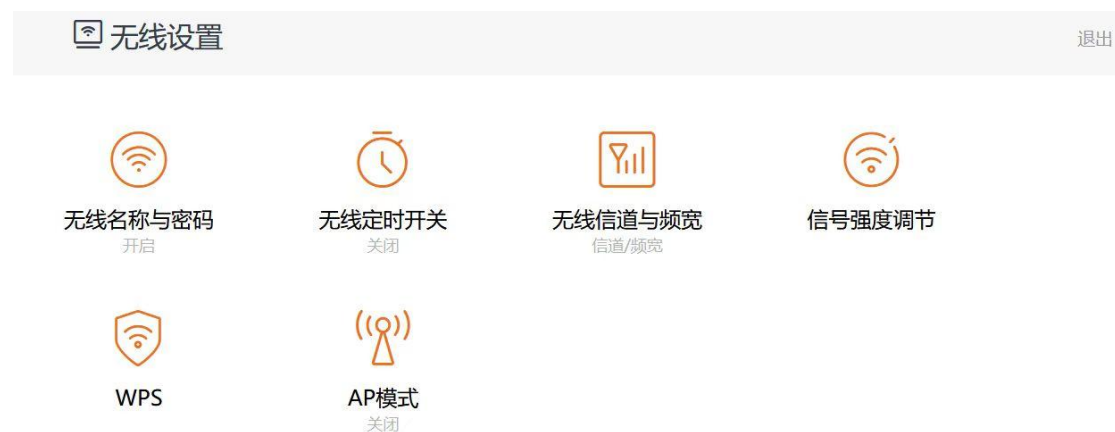 无线设置
退出
无线名称与密码
开启
无线定时开关
关闭
无线信道与频宽
信道/频宽
信号强度调节
WPS
AP模式
关闭